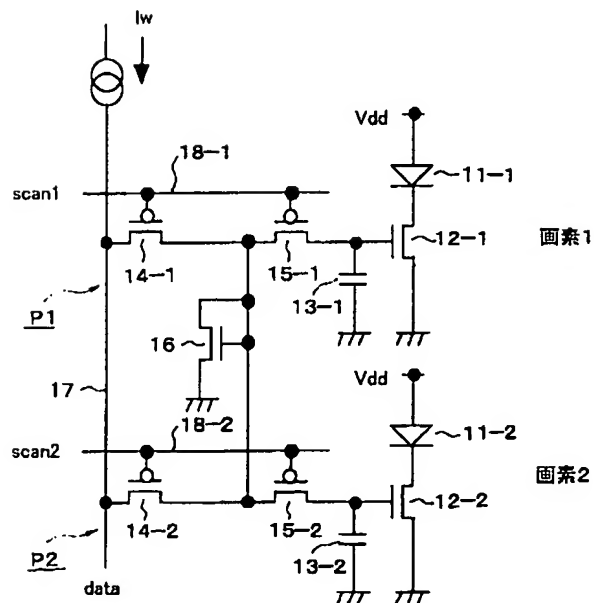 Iw
Vdd
18-1
11-1
scan1
12-1
画素1
14-1
15-1
13-1
P1
16
Vdd
17
18-2
11-2
scan2
画素2
12-2
14-2
15-2
13-2
P2
data